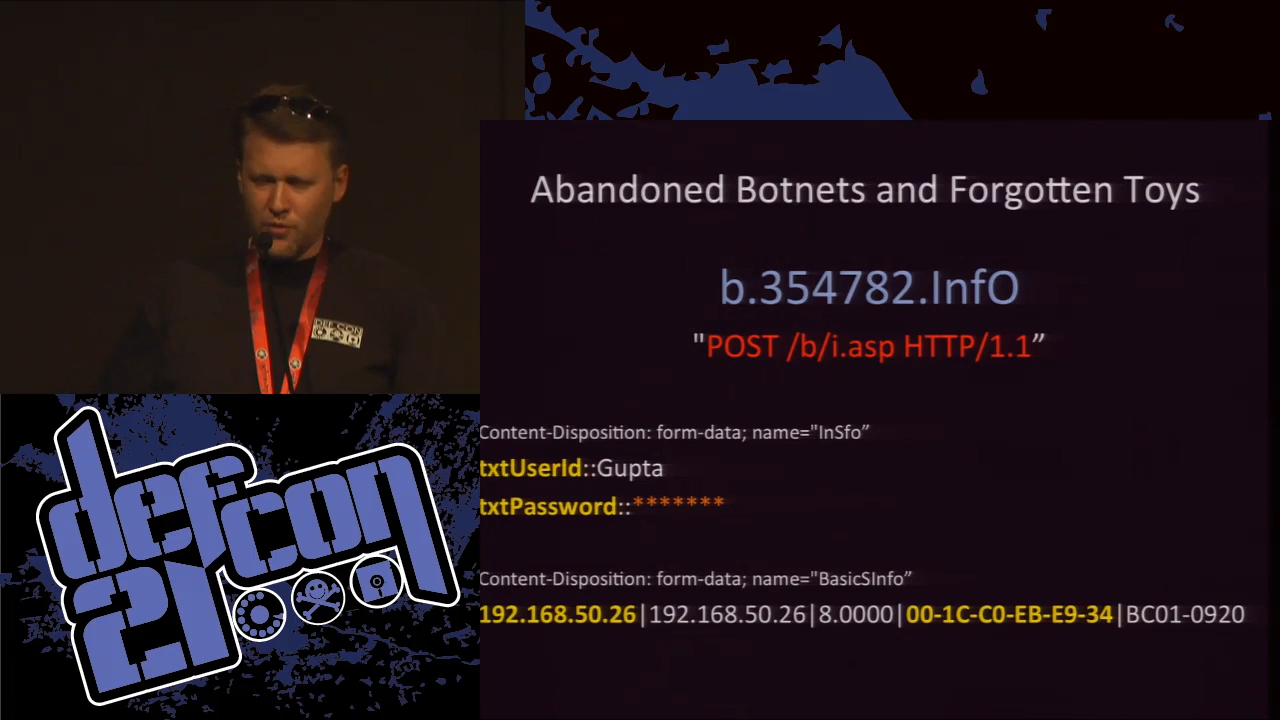 Abandoned Botnets and Forgotten Toys
b.354782.InfO
"POST /b/i.asp HTTP/1.1”
Content-Disposition: form-data; name="InSfo”
txtUserId::Gupta
txtPassword::*******
Content-Disposition: form-data; name="BasicSInfo”
192.168.50.26|192.168.50.26|8.0000|00-1C-C0-EB-E9-34|BC01-0920
DEF CON
defcon
21